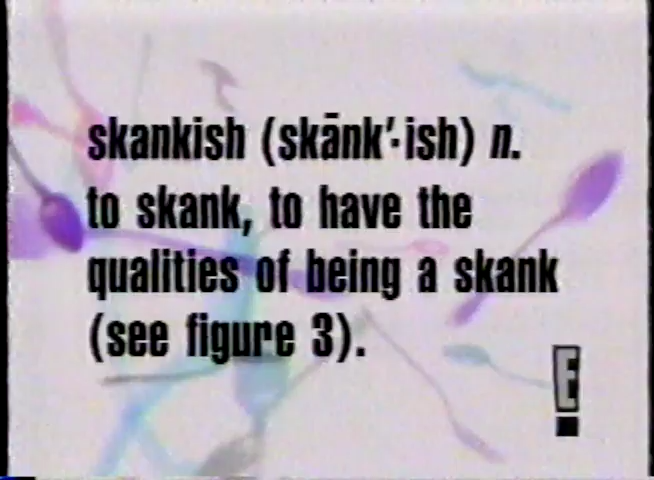 skankish (skānk'·ish) n.
to skank, to have the
qualities of being a skank
(see figure 3).
E!